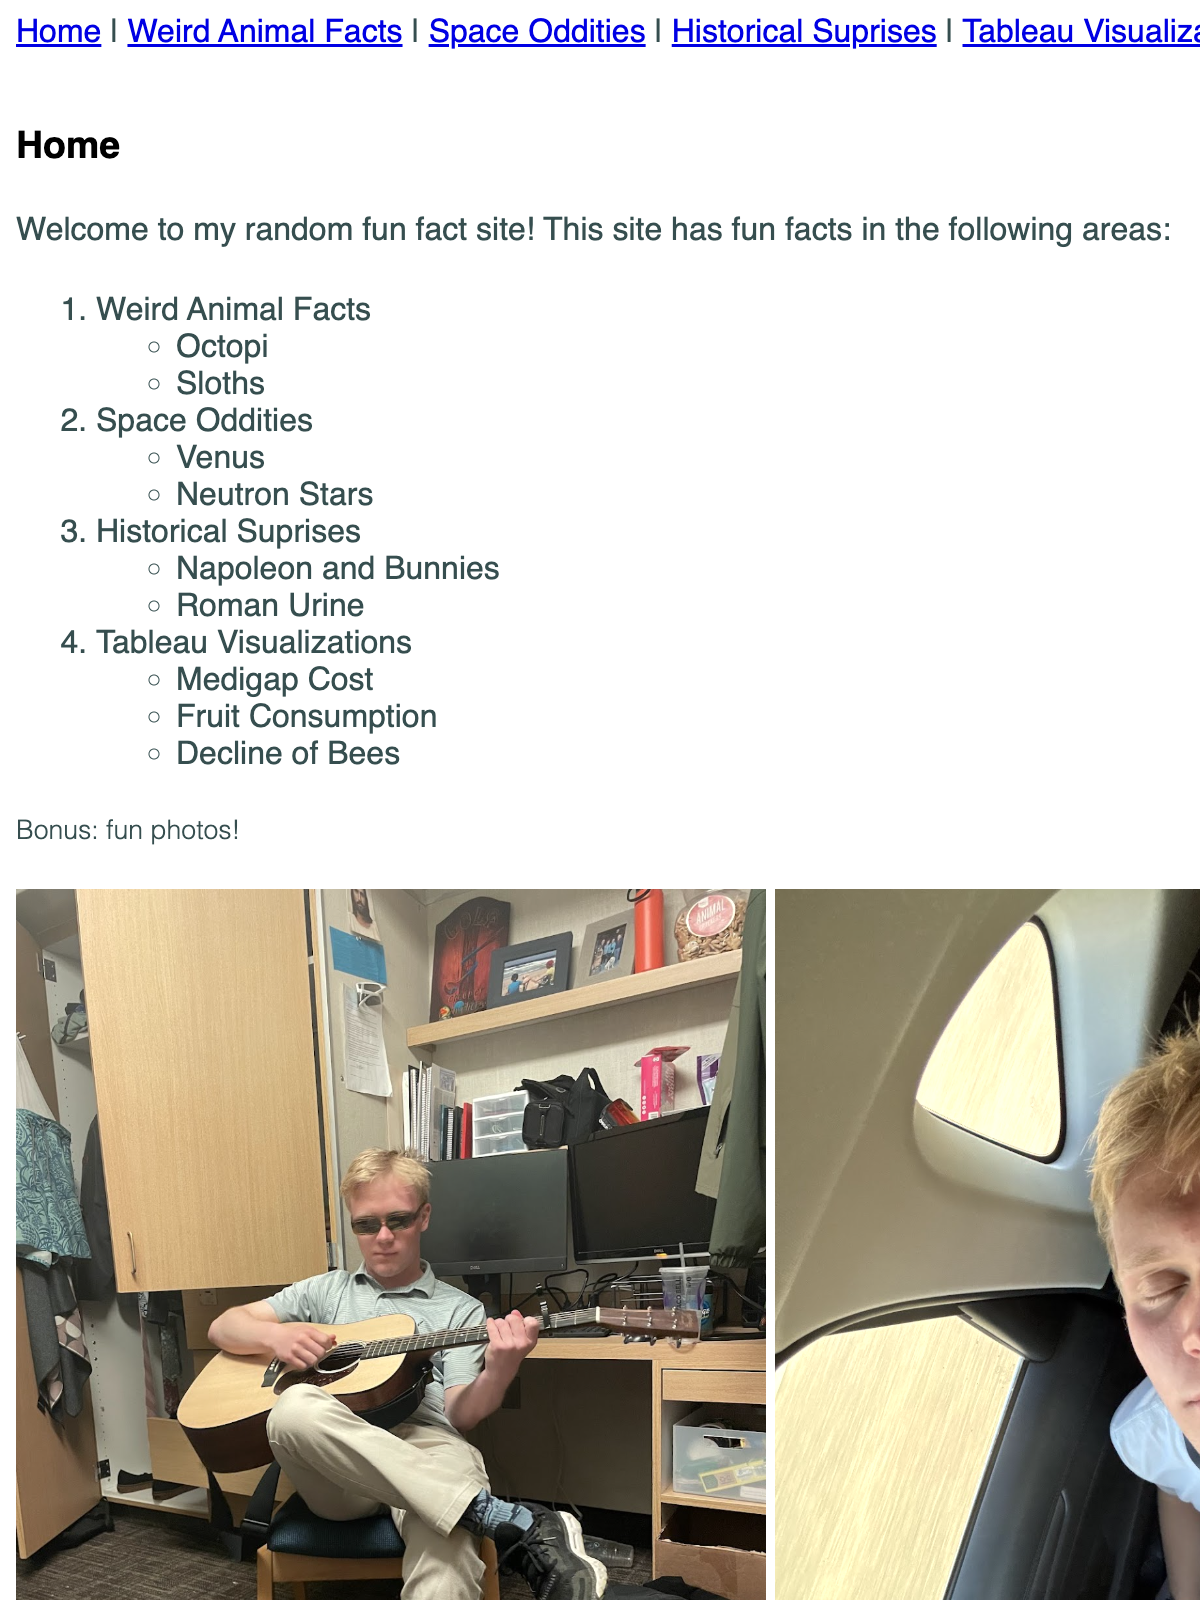 Home | Weird Animal Facts | Space Oddities | Historical Suprises | Tableau Visualiza
Home
Welcome to my random fun fact site! This site has fun facts in the following areas:
1. Weird Animal Facts
○ Octopi
○ Sloths
2. Space Oddities
○ Venus
○ Neutron Stars
3. Historical Suprises
○ Napoleon and Bunnies
○ Roman Urine
4. Tableau Visualizations
○ Medigap Cost
○ Fruit Consumption
○ Decline of Bees
Bonus: fun photos!
ANIMAL
DELL
DELL